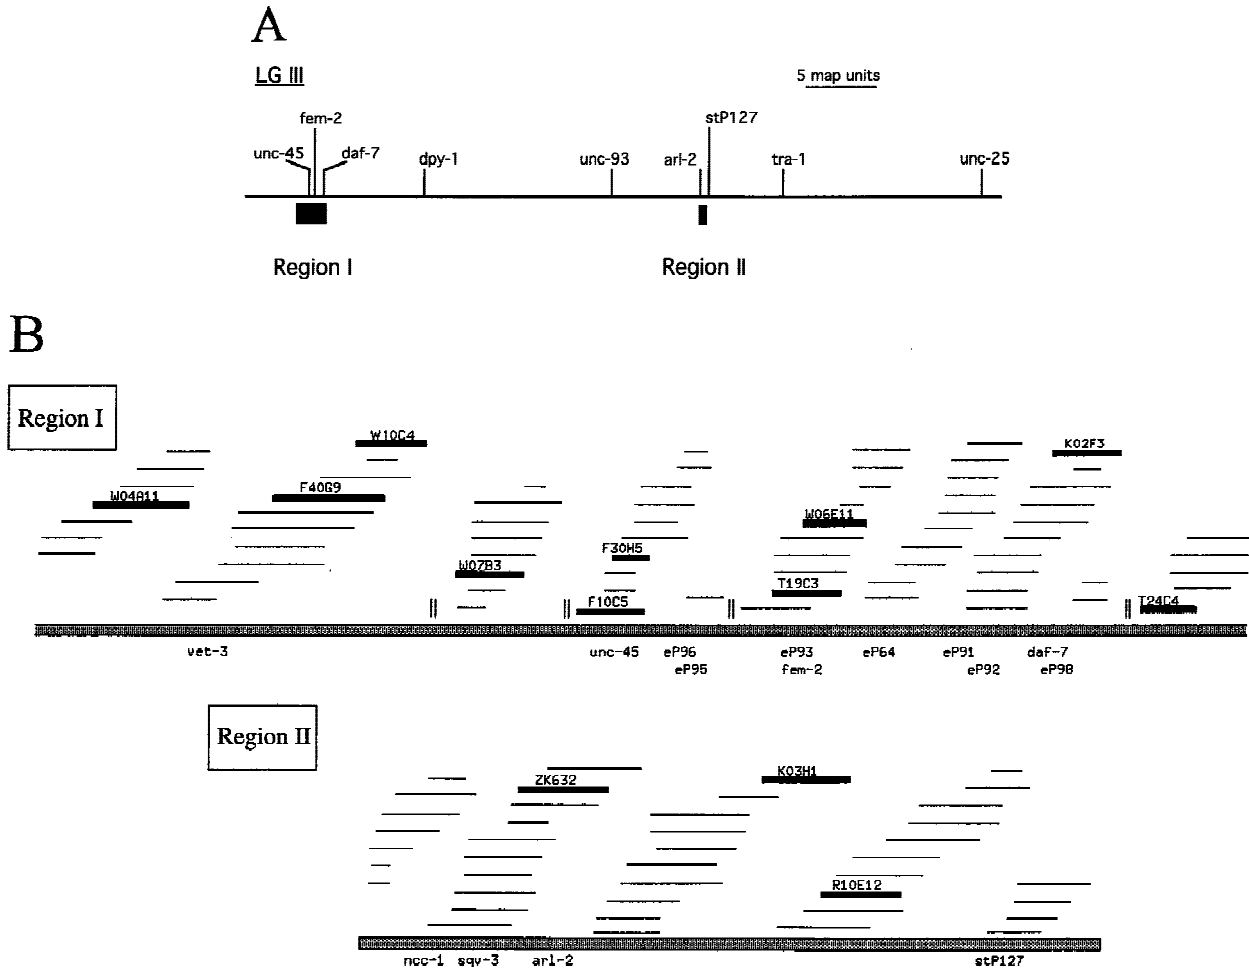 A
LG III
5 map units
fem-2
stP127
unc-45
daf-7
dpy-1
unc-93
arl-2
tra-1
unc-25
Region I
Region II
B
Region I
W10C4
K02F3
F40G9
W04A11
W06E11
F30H5
W07B3
T19C3
F10C5
T24C4
vet-3
unc-45
eP96
eP93
eP64
eP91
daf-7
eP95
fem-2
eP92
eP98
Region II
K03H1
ZK632
R10E12
ncc-1
sqv-3
arl-2
stP127